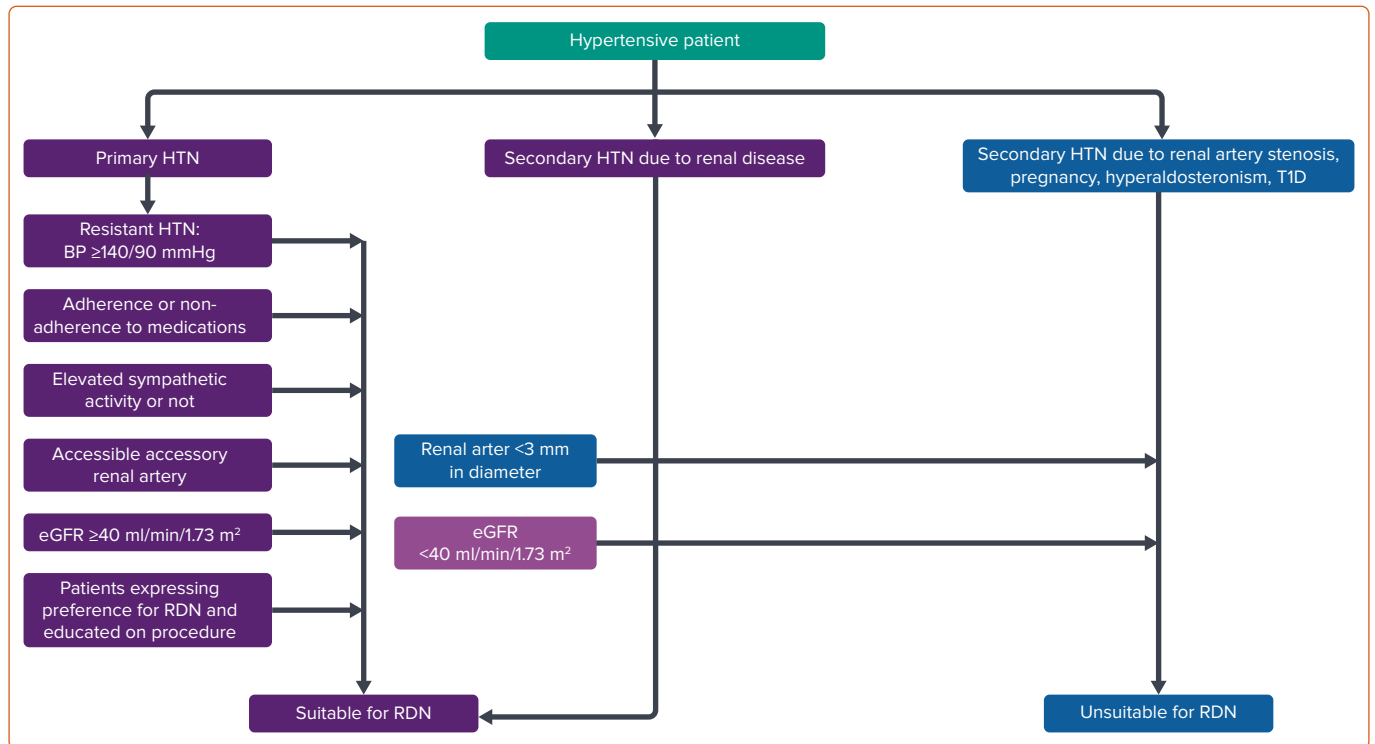 Hypertensive patient
Primary HTN
Secondary HTN due to renal disease
Secondary HTN due to renal artery stenosis,
pregnancy, hyperaldosteronism, T1D
Resistant HTN:
BP ≥140/90 mmHg
Adherence or non-
adherence to medications
Elevated sympathetic
activity or not
Accessible accessory
renal artery
Renal arter <3 mm
in diameter
eGFR ≥40 ml/min/1.73 m²
eGFR
<40 ml/min/1.73 m²
Patients expressing
preference for RDN and
educated on procedure
Suitable for RDN
Unsuitable for RDN